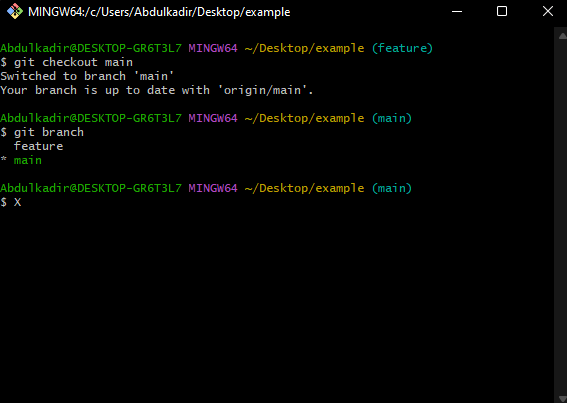 MINGW64:/c/Users/Abdulkadir/Desktop/example
Abdulkadir@DESKTOP-GR6T3L7 MINGW64 ~/Desktop/example (feature)
$ git checkout main
Switched to branch 'main'
Your branch is up to date with 'origin/main'.
Abdulkadir@DESKTOP-GR6T3L7 MINGW64 ~/Desktop/example (main)
$ git branch
  feature
* main
Abdulkadir@DESKTOP-GR6T3L7 MINGW64 ~/Desktop/example (main)
$ X